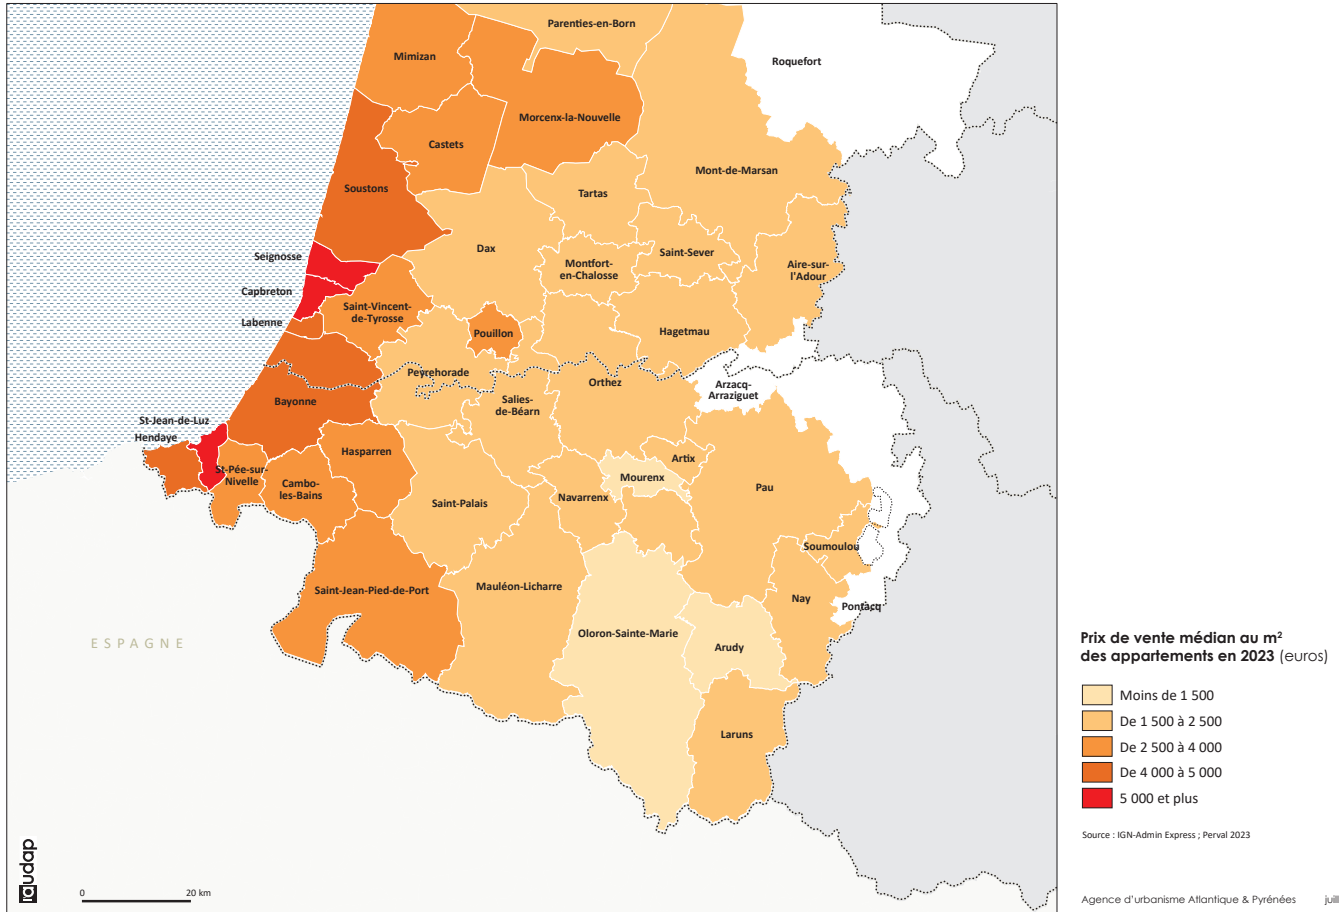 Parenties-en-Born
Mimizan
Roquefort
Morcenx-la-Nouvelle
Castets
Mont-de-Marsan
Soustons
Tartas
Dax
Saint-Sever
Seignosse
Montfort-
en-Chalosse
Aire-sur-
l'Adour
Capbreton
Saint-Vincent-
de-Tyrosse
Labenne
Pouillon
Hagetmau
Peyrehorade
Orthez
Arzacq-
Arraziguet
Salies-
de-Béarn
Bayonne
St-Jean-de-Luz
Hendaye
Hasparren
Artix
St-Pée-sur-
Nivelle
Cambo-
les-Bains
Mourenx
Pau
Saint-Palais
Navarrenx
Soumoulou
Mauléon-Licharre
Saint-Jean-Pied-de-Port
Nay
Pontacq
ESPAGNE
Oloron-Sainte-Marie
Arudy
Laruns
Prix de vente médian au m²
des appartements en 2023 (euros)
Moins de 1 500
De 1 500 à 2 500
De 2 500 à 4 000
De 4 000 à 5 000
5 000 et plus
Source : IGN-Admin Express ; Perval 2023
audap
0 20 km
Agence d'urbanisme Atlantique & Pyrénées juill